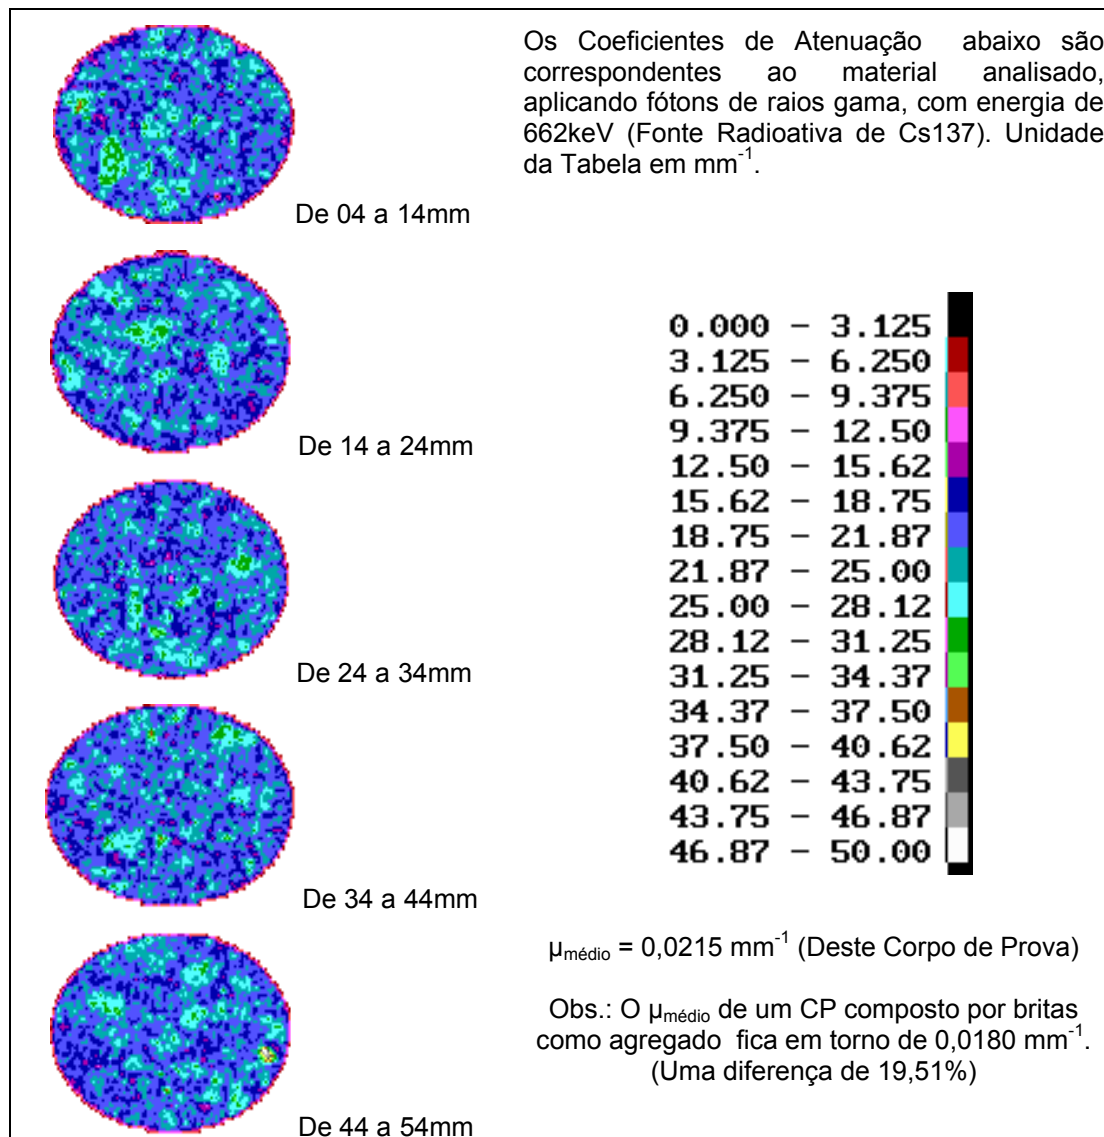 Os Coeficientes de Atenuação abaixo são
correspondentes ao material analisado,
aplicando fótons de raios gama, com energia de
662keV (Fonte Radioativa de Cs137). Unidade
da Tabela em mm⁻¹.
De 04 a 14mm
De 14 a 24mm
De 24 a 34mm
De 34 a 44mm
De 44 a 54mm
0.000 - 3.125
3.125 - 6.250
6.250 - 9.375
9.375 - 12.50
12.50 - 15.62
15.62 - 18.75
18.75 - 21.87
21.87 - 25.00
25.00 - 28.12
28.12 - 31.25
31.25 - 34.37
34.37 - 37.50
37.50 - 40.62
40.62 - 43.75
43.75 - 46.87
46.87 - 50.00
µmédio = 0,0215 mm⁻¹ (Deste Corpo de Prova)
Obs.: O µmédio de um CP composto por britas
como agregado fica em torno de 0,0180 mm⁻¹.
(Uma diferença de 19,51%)